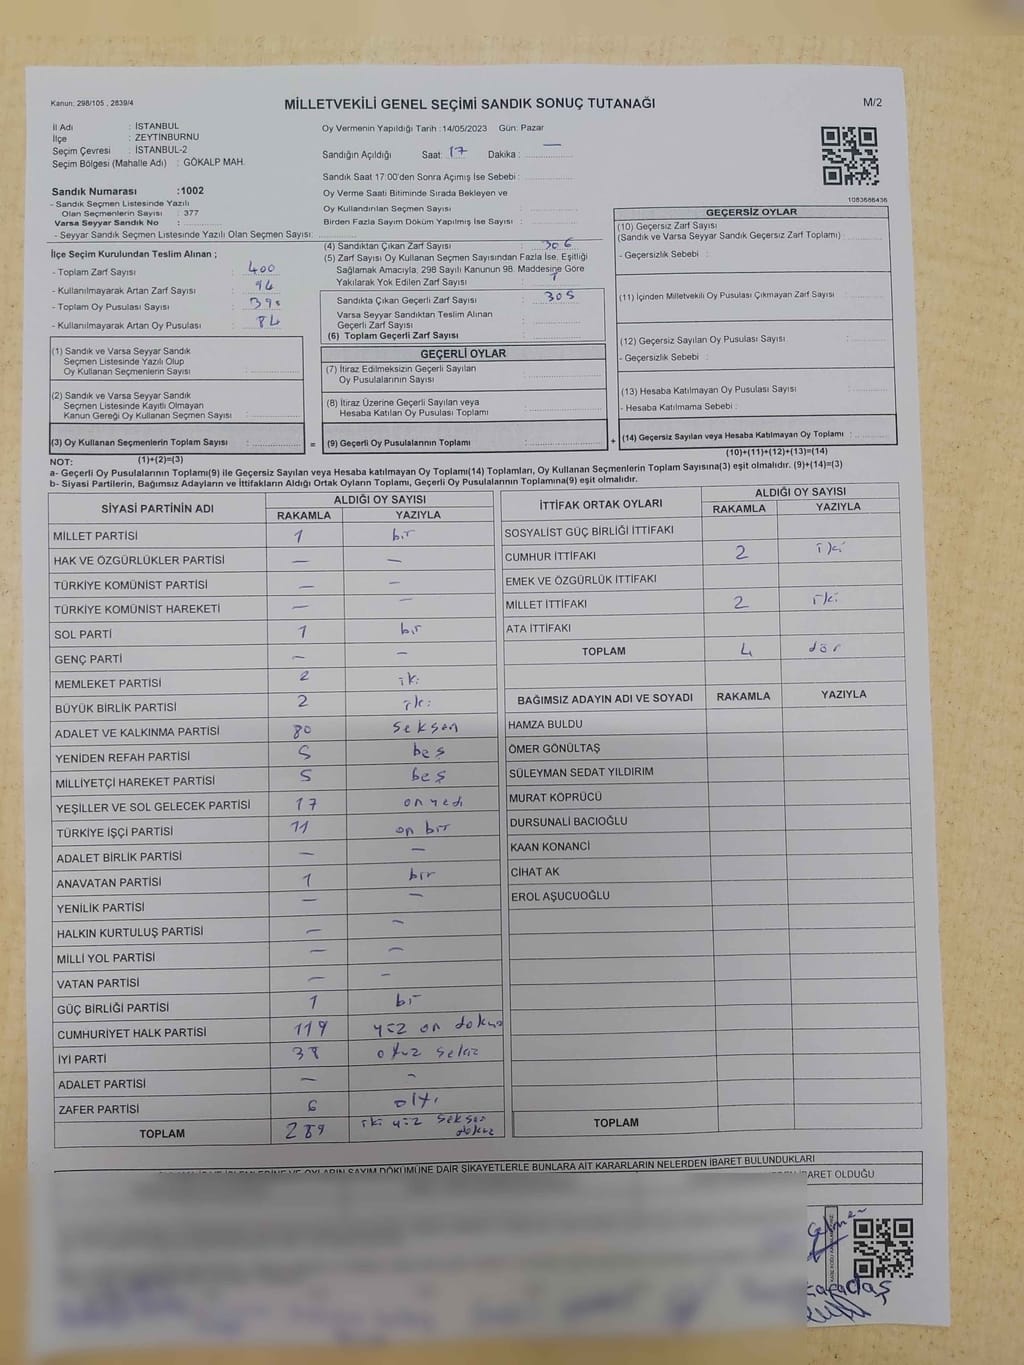 Kanun: 298/105 , 2839/4
MİLLETVEKİLİ GENEL SEÇİMİ SANDIK SONUÇ TUTANAĞI
M/2
İl Adı : İSTANBUL
İlçe : ZEYTİNBURNU
Seçim Çevresi : İSTANBUL-2
Seçim Bölgesi (Mahalle Adı) : GÖKALP MAH.
Sandık Numarası :1002
- Sandık Seçmen Listesinde Yazılı
Olan Seçmenlerin Sayısı : 377
Varsa Seyyar Sandık No :
- Seyyar Sandık Seçmen Listesinde Yazılı Olan Seçmen Sayısı:
Oy Vermenin Yapıldığı Tarih :14/05/2023 Gün: Pazar
Sandığın Açıldığı Saat: 17 Dakika : —
Sandık Saat 17:00'den Sonra Açımış İse Sebebi :
Oy Verme Saati Bitiminde Sırada Bekleyen ve
Oy Kullandırılan Seçmen Sayısı :
Birden Fazla Sayım Döküm Yapılmış İse Sayısı :
1083686436
İlçe Seçim Kurulundan Teslim Alınan ;
- Toplam Zarf Sayısı : 400
- Kullanılmayarak Artan Zarf Sayısı : 94
- Toplam Oy Pusulası Sayısı : 390
- Kullanılmayarak Artan Oy Pusulası : 84
(4) Sandıktan Çıkan Zarf Sayısı : 306
(5) Zarf Sayısı Oy Kullanan Seçmen Sayısından Fazla İse, Eşitliği
Sağlamak Amacıyla, 298 Sayılı Kanunun 98. Maddesine Göre
Yakılarak Yok Edilen Zarf Sayısı : 1
Sandıkta Çıkan Geçerli Zarf Sayısı : 305
Varsa Seyyar Sandıktan Teslim Alınan
Geçerli Zarf Sayısı :
(6) Toplam Geçerli Zarf Sayısı :
GEÇERSİZ OYLAR
(10) Geçersiz Zarf Sayısı
(Sandık ve Varsa Seyyar Sandık Geçersiz Zarf Toplamı) :
- Geçersizlik Sebebi :
(11) İçinden Milletvekili Oy Pusulası Çıkmayan Zarf Sayısı :
(12) Geçersiz Sayılan Oy Pusulası Sayısı :
- Geçersizlik Sebebi :
(13) Hesaba Katılmayan Oy Pusulası Sayısı :
- Hesaba Katılmama Sebebi :
(14) Geçersiz Sayılan veya Hesaba Katılmayan Oy Toplamı :
(10)+(11)+(12)+(13)=(14)
(1) Sandık ve Varsa Seyyar Sandık
Seçmen Listesinde Yazılı Olup
Oy Kullanan Seçmenlerin Sayısı :
(2) Sandık ve Varsa Seyyar Sandık
Seçmen Listesinde Kayıtlı Olmayan
Kanun Gereği Oy Kullanan Seçmen Sayısı :
(3) Oy Kullanan Seçmenlerin Toplam Sayısı :
(1)+(2)=(3)
GEÇERLİ OYLAR
(7) İtiraz Edilmeksizin Geçerli Sayılan
Oy Pusulalarının Sayısı :
(8) İtiraz Üzerine Geçerli Sayılan veya
Hesaba Katılan Oy Pusulası Toplamı :
= (9) Geçerli Oy Pusulalarının Toplamı : +
NOT:
a- Geçerli Oy Pusulalarının Toplamı(9) ile Geçersiz Sayılan veya Hesaba katılmayan Oy Toplamı(14) Toplamları, Oy Kullanan Seçmenlerin Toplam Sayısına(3) eşit olmalıdır. (9)+(14)=(3)
b- Siyasi Partilerin, Bağımsız Adayların ve İttifakların Aldığı Ortak Oyların Toplamı, Geçerli Oy Pusulalarının Toplamına(9) eşit olmalıdır.
SİYASİ PARTİNİN ADI ALDIĞI OY SAYISI
RAKAMLA YAZIYLA
MİLLET PARTİSİ 1 bir
HAK VE ÖZGÜRLÜKLER PARTİSİ — —
TÜRKİYE KOMÜNİST PARTİSİ — —
TÜRKİYE KOMÜNİST HAREKETİ — —
SOL PARTİ 1 bir
GENÇ PARTİ — —
MEMLEKET PARTİSİ 2 iki
BÜYÜK BİRLİK PARTİSİ 2 iki
ADALET VE KALKINMA PARTİSİ 80 seksen
YENİDEN REFAH PARTİSİ 5 beş
MİLLİYETÇİ HAREKET PARTİSİ 5 beş
YEŞİLLER VE SOL GELECEK PARTİSİ 17 on yedi
TÜRKİYE İŞÇİ PARTİSİ 11 on bir
ADALET BİRLİK PARTİSİ — —
ANAVATAN PARTİSİ 1 bir
YENİLİK PARTİSİ — —
HALKIN KURTULUŞ PARTİSİ — —
MİLLİ YOL PARTİSİ — —
VATAN PARTİSİ — —
GÜÇ BİRLİĞİ PARTİSİ 1 bir
CUMHURİYET HALK PARTİSİ 119 yüz on dokuz
İYİ PARTİ 38 otuz sekiz
ADALET PARTİSİ — —
ZAFER PARTİSİ 6 altı
TOPLAM 289 iki yüz seksen dokuz
İTTİFAK ORTAK OYLARI ALDIĞI OY SAYISI
RAKAMLA YAZIYLA
SOSYALİST GÜÇ BİRLİĞİ İTTİFAKI
CUMHUR İTTİFAKI 2 iki
EMEK VE ÖZGÜRLÜK İTTİFAKI
MİLLET İTTİFAKI 2 iki
ATA İTTİFAKI
TOPLAM 4 dör
BAĞIMSIZ ADAYIN ADI VE SOYADI RAKAMLA YAZIYLA
HAMZA BULDU
ÖMER GÖNÜLTAŞ
SÜLEYMAN SEDAT YILDIRIM
MURAT KÖPRÜCÜ
DURSUNALİ BACIOĞLU
KAAN KONANCİ
CİHAT AK
EROL AŞUCUOĞLU
TOPLAM
OYLARIN SAYIM DÖKÜMÜNE DAİR ŞİKAYETLERLE BUNLARA AİT KARARLARIN NELERDEN İBARET BULUNDUKLARI
İBARET OLDUĞU